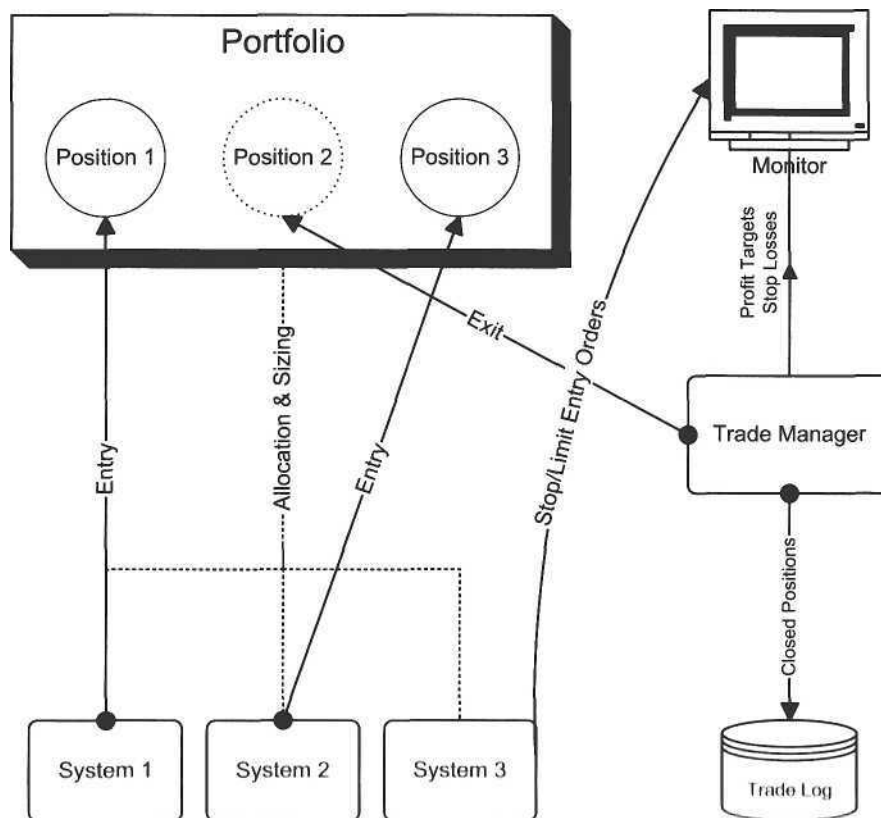 Portfolio
Position 1
Position 2
Position 3
Monitor
Profit Targets
Stop Losses
Exit
Stop/Limit Entry Orders
Allocation & Sizing
Entry
Entry
Trade Manager
Closed Positions
System 1
System 2
System 3
Trade Log